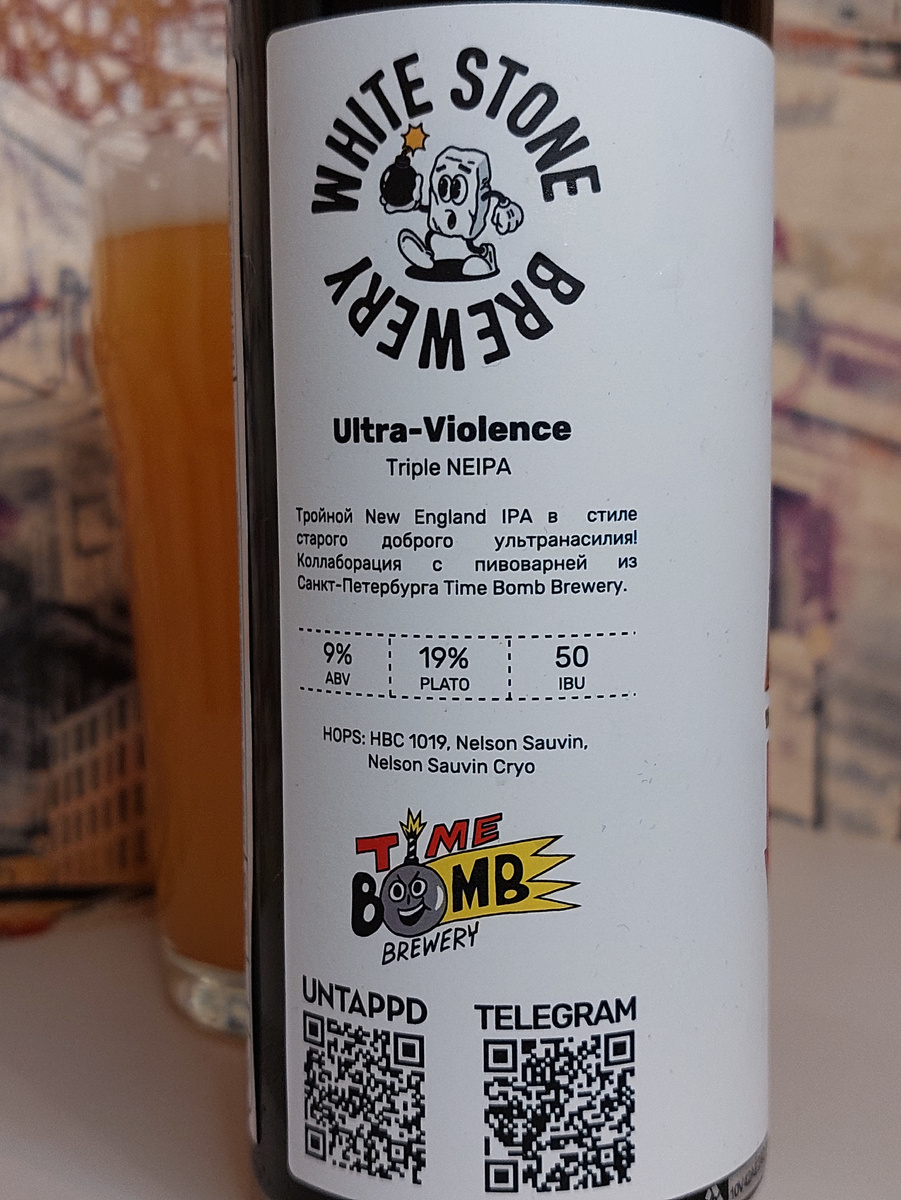 WHITE STONE
BREWERY
Ultra-Violence
Triple NEIPA
Тройной New England IPA в стиле
старого доброго ультранасилия!
Коллаборация с пивоварней из
Санкт-Петербурга Time Bomb Brewery.
9% 19% 50
ABV PLATO IBU
HOPS: HBC 1019, Nelson Sauvin,
Nelson Sauvin Cryo
TIME
BOMB
BREWERY
UNTAPPD TELEGRAM